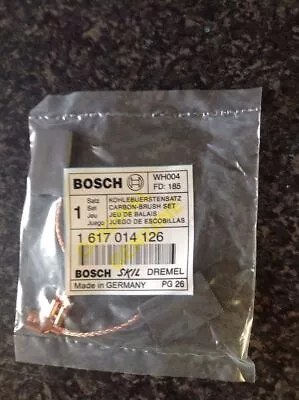 BOSCH WH004
FD: 185
1 Satz KOHLEBUERSTENSATZ
Set CARBON-BRUSH SET
Jeu JEU DE BALAIS
Juego JUEGO DE ESCOBILLAS
1 617 014 126
BOSCH SKIL DREMEL
Made in GERMANY PG 26